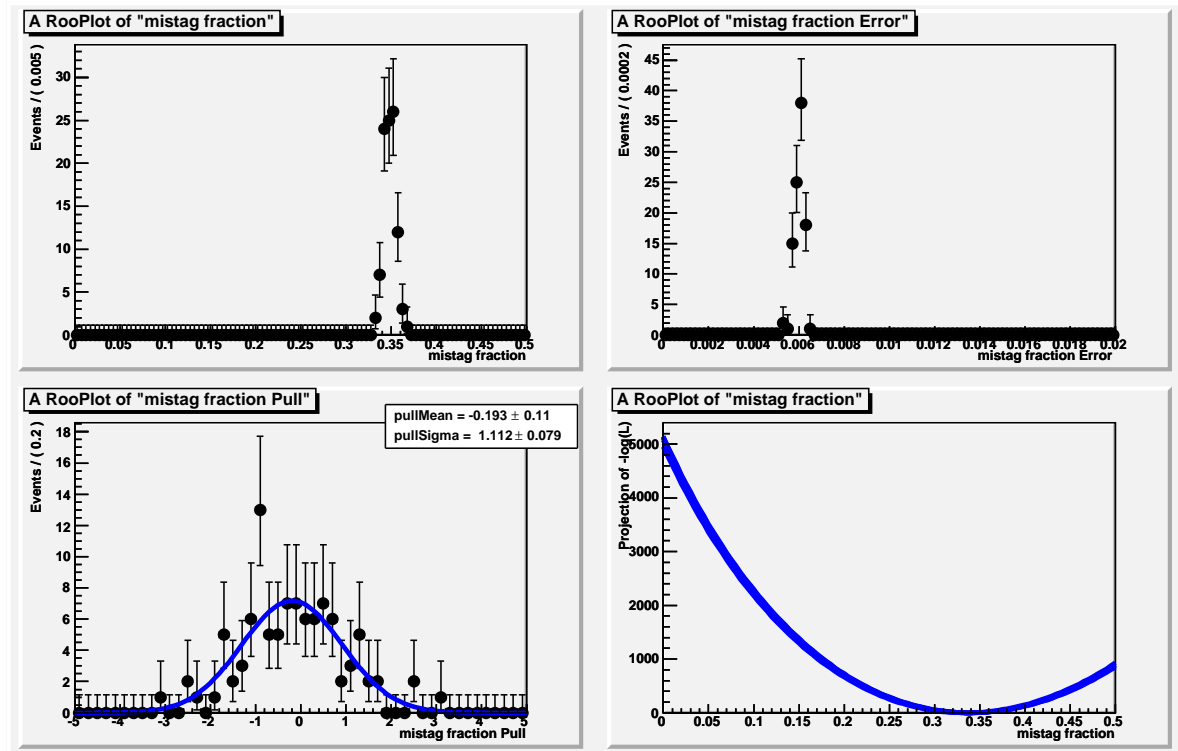 A RooPlot of "mistag fraction"
Events / ( 0.005 )
30
25
20
15
10
5
0
0 0.05 0.1 0.15 0.2 0.25 0.3 0.35 0.4 0.45 0.5
mistag fraction
A RooPlot of "mistag fraction Error"
Events / ( 0.0002 )
45
40
35
30
25
20
15
10
5
0
0 0.002 0.004 0.006 0.008 0.01 0.012 0.014 0.016 0.018 0.02
mistag fraction Error
A RooPlot of "mistag fraction Pull"
pullMean = -0.193 ± 0.11
pullSigma = 1.112 ± 0.079
Events / ( 0.2 )
18
16
14
12
10
8
6
4
2
0
-5 -4 -3 -2 -1 0 1 2 3 4 5
mistag fraction Pull
A RooPlot of "mistag fraction"
Projection of -log(L)
5000
4000
3000
2000
1000
0
0 0.05 0.1 0.15 0.2 0.25 0.3 0.35 0.4 0.45 0.5
mistag fraction